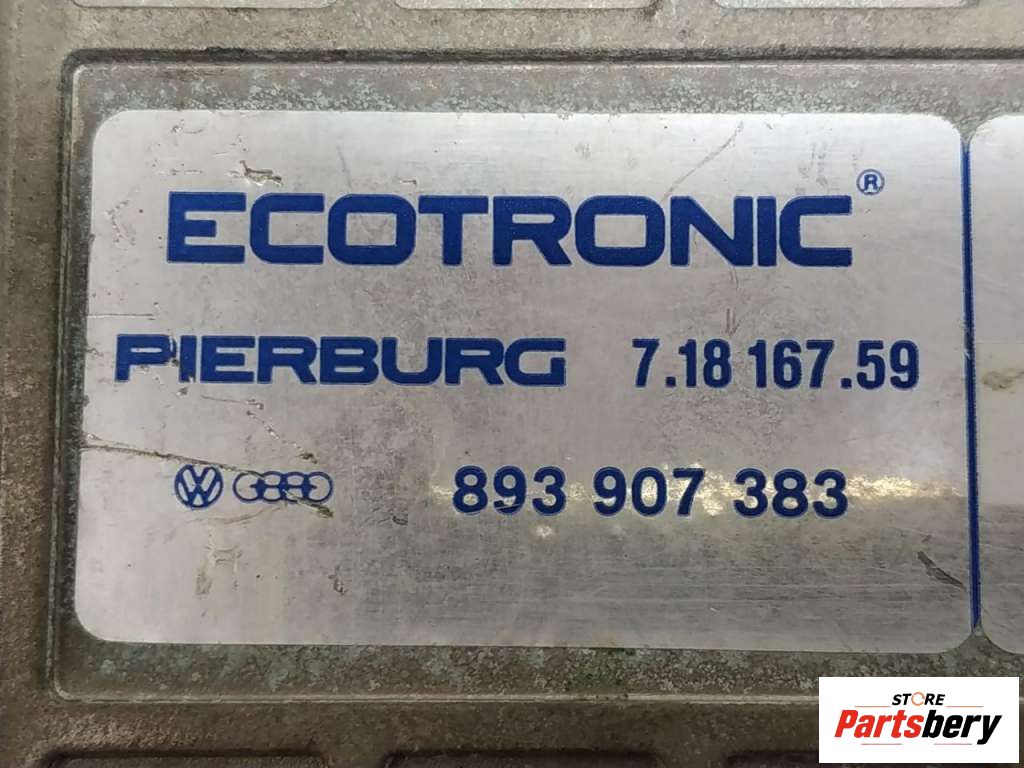 ECOTRONIC®
PIERBURG 7.18 167.59
893 907 383
STORE
Partsbery